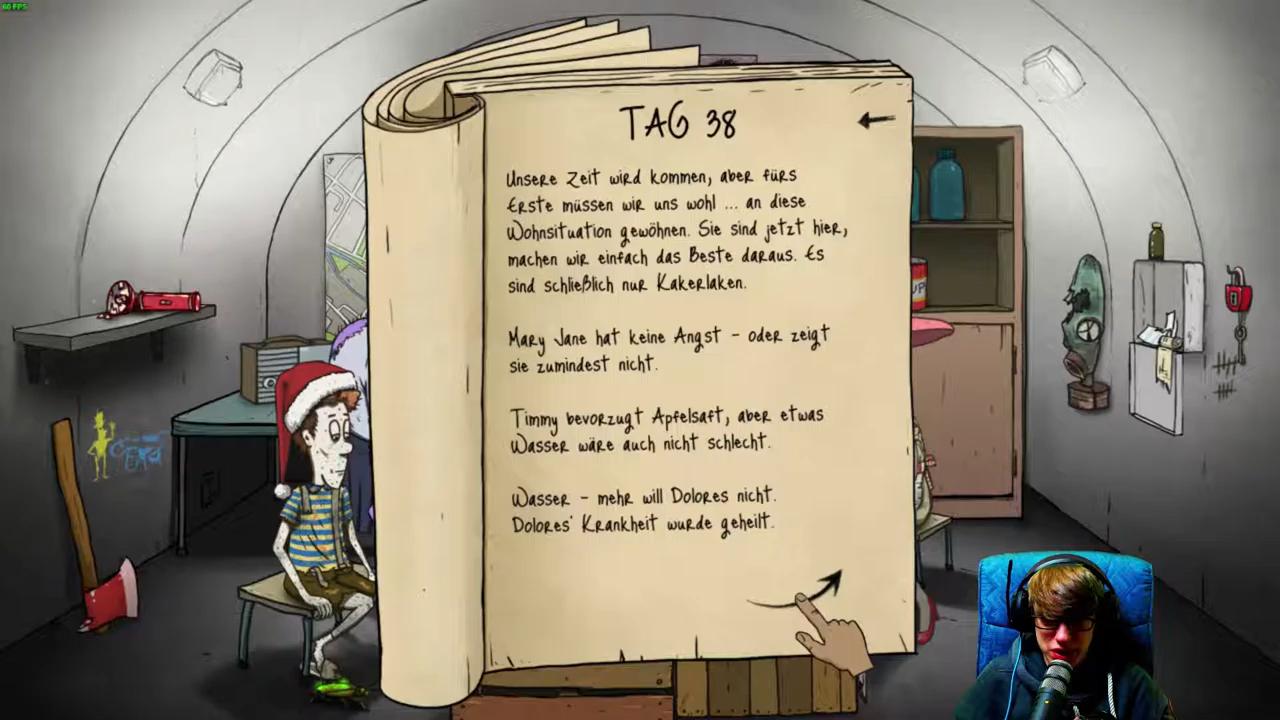 60 FPS
TAG 38
Unsere Zeit wird kommen, aber fürs
Erste müssen wir uns wohl ... an diese
Wohnsituation gewöhnen. Sie sind jetzt hier,
machen wir einfach das Beste daraus. Es
sind schließlich nur Kakerlaken.
Mary Jane hat keine Angst - oder zeigt
sie zumindest nicht.
Timmy bevorzugt Apfelsaft, aber etwas
Wasser wäre auch nicht schlecht.
Wasser - mehr will Dolores nicht.
Dolores' Krankheit wurde geheilt.